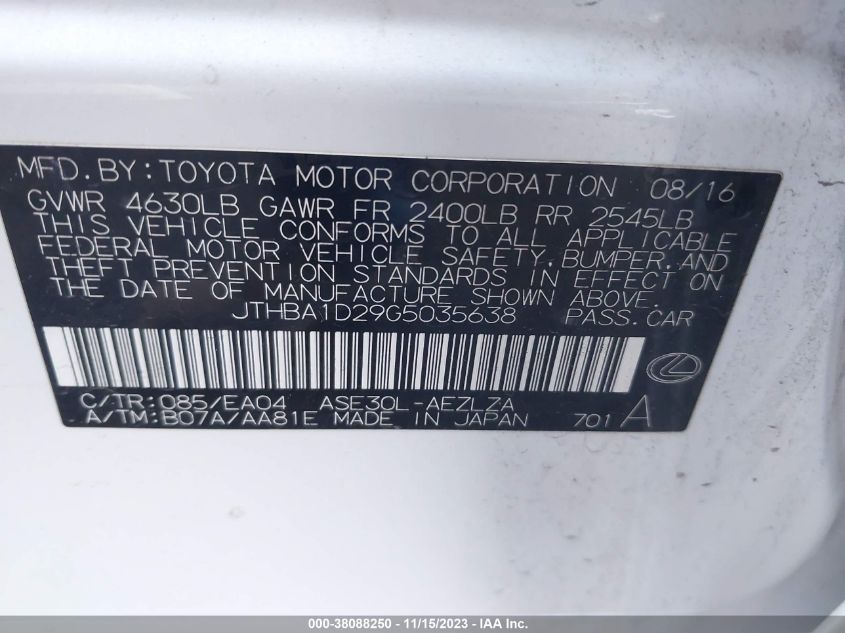 MFD.BY:TOYOTA MOTOR CORPORATION 08/16
GVWR 4630LB GAWR FR 2400LB RR 2545LB
THIS VEHICLE CONFORMS TO ALL APPLICABLE
FEDERAL MOTOR VEHICLE SAFETY,BUMPER,AND
THEFT PREVENTION STANDARDS IN EFFECT ON
THE DATE OF MANUFACTURE SHOWN ABOVE.
JTHBA1D29G5035638 PASS.CAR
C/TR:085/EA04 ASE30L-AEZLZA
A/TM:B07A/AA81E MADE IN JAPAN 701 A
000-38088250 - 11/15/2023 - © IAA Inc.